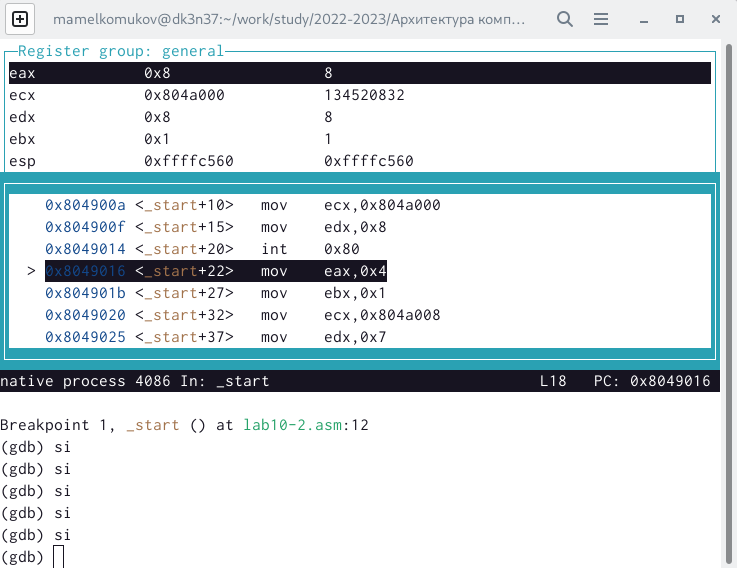 mamelkomukov@dk3n37:~/work/study/2022-2023/Архитектура комп...
Register group: general
eax 0x8 8
ecx 0x804a000 134520832
edx 0x8 8
ebx 0x1 1
esp 0xffffc560 0xffffc560
0x804900a <_start+10> mov ecx,0x804a000
0x804900f <_start+15> mov edx,0x8
0x8049014 <_start+20> int 0x80
> 0x8049016 <_start+22> mov eax,0x4
0x804901b <_start+27> mov ebx,0x1
0x8049020 <_start+32> mov ecx,0x804a008
0x8049025 <_start+37> mov edx,0x7
native process 4086 In: _start L18 PC: 0x8049016
Breakpoint 1, _start () at lab10-2.asm:12
(gdb) si
(gdb) si
(gdb) si
(gdb) si
(gdb) si
(gdb)